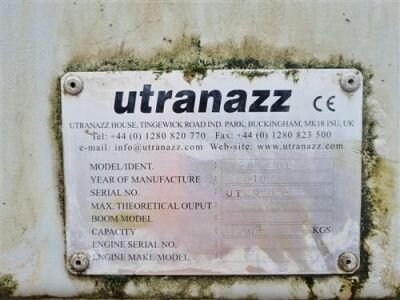 utranazz CE
UTRANAZZ HOUSE, TINGEWICK ROAD IND. PARK, BUCKINGHAM, MK18 1SU, UK
Tel: +44 (0) 1280 820 770 Fax: +44 (0) 1280 823 500
e-mail: info@utranazz.com Web-site: www.utranazz.com
MODEL/IDENT. :
YEAR OF MANUFACTURE :
SERIAL NO. :
MAX. THEORETICAL OUPUT :
BOOM MODEL :
CAPACITY : KGS
ENGINE SERIAL NO. :
ENGINE MAKE/MODEL :